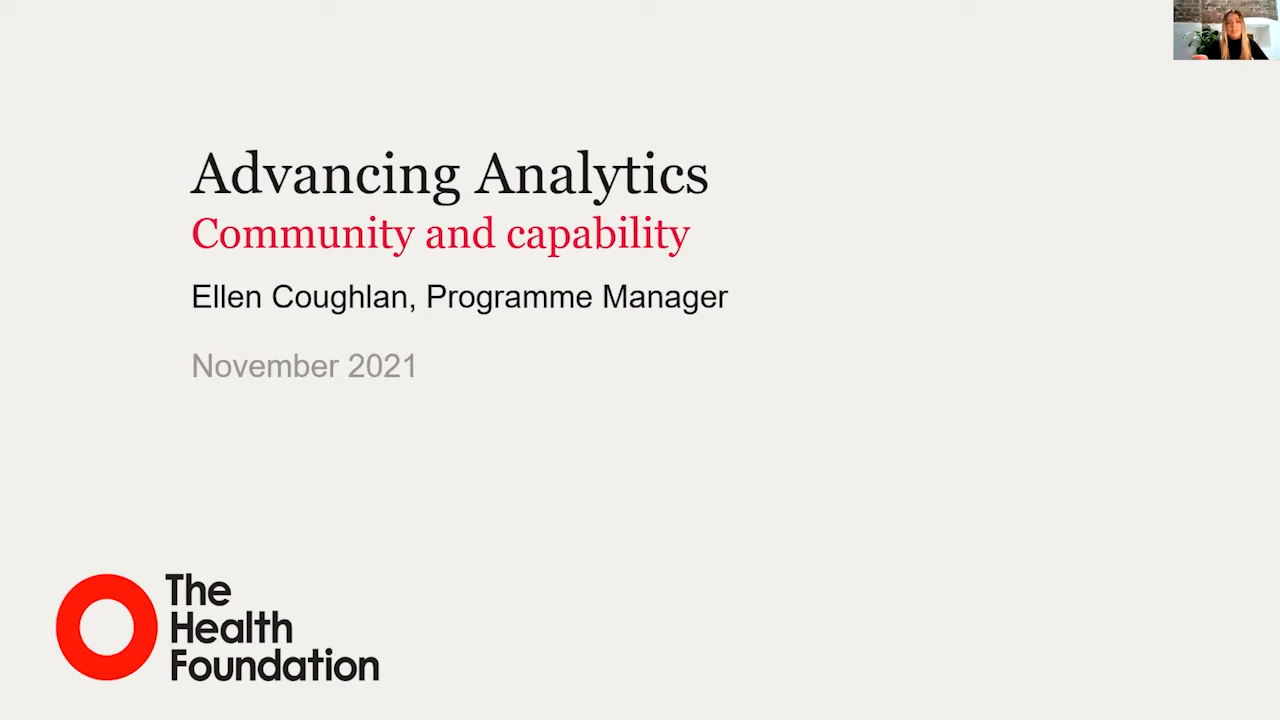 Advancing Analytics
Community and capability
Ellen Coughlan, Programme Manager
November 2021
The
Health
Foundation